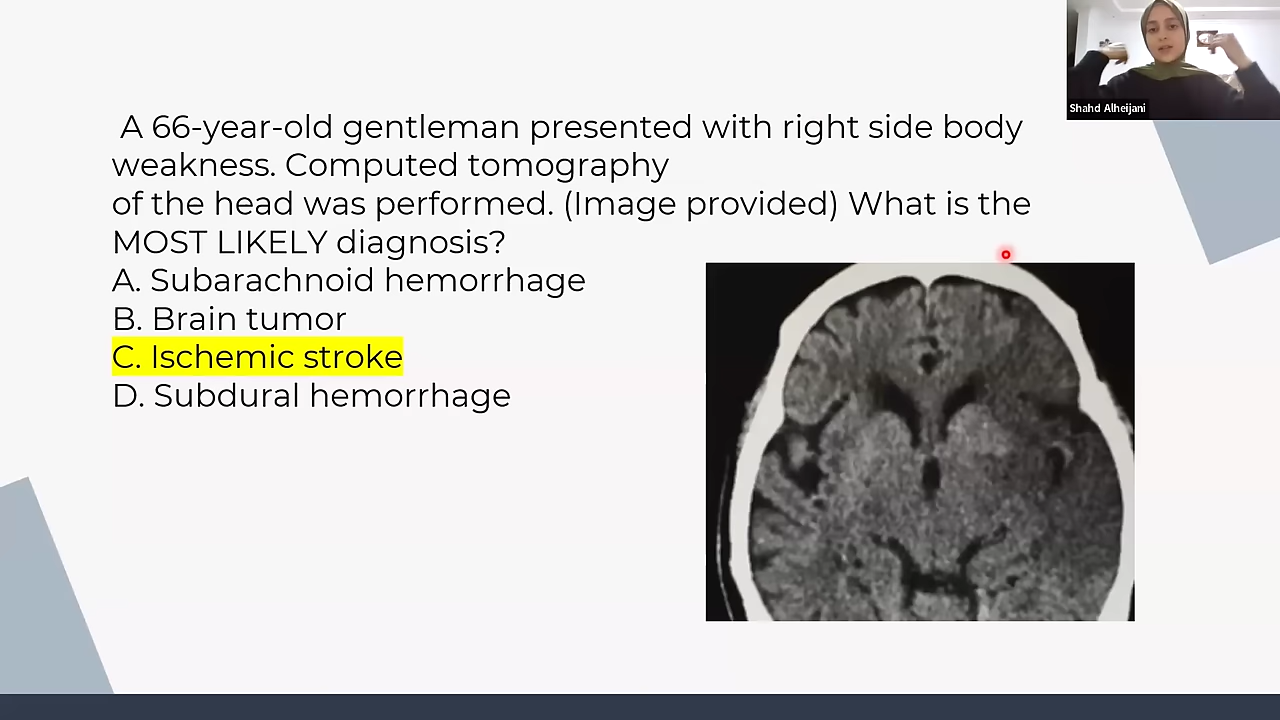 A 66-year-old gentleman presented with right side body
weakness. Computed tomography
of the head was performed. (Image provided) What is the
MOST LIKELY diagnosis?
A. Subarachnoid hemorrhage
B. Brain tumor
C. Ischemic stroke
D. Subdural hemorrhage
Shahd Alheijani